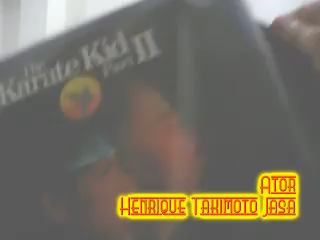 The
Karate Kid
Part II
Ator
Henrique Takimoto Jasa